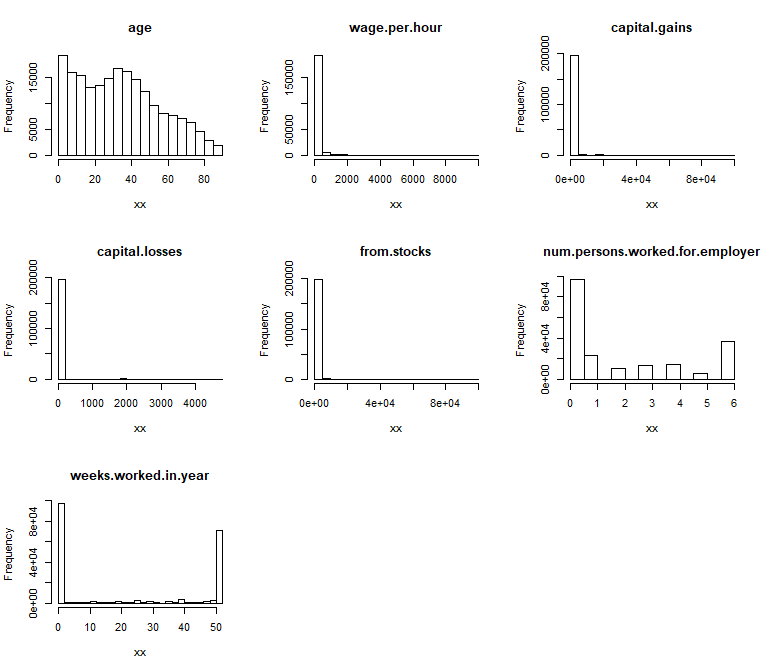 age
Frequency
0
5000
15000
0
20
40
60
80
xx
wage.per.hour
Frequency
0
50000
150000
0
2000
4000
6000
8000
xx
capital.gains
Frequency
0
100000
200000
0e+00
4e+04
8e+04
xx
capital.losses
Frequency
0
100000
200000
0
1000
2000
3000
4000
xx
from.stocks
Frequency
0
100000
200000
0e+00
4e+04
8e+04
xx
num.persons.worked.for.employer
Frequency
0e+00
4e+04
8e+04
0
1
2
3
4
5
6
xx
weeks.worked.in.year
Frequency
0e+00
4e+04
8e+04
0
10
20
30
40
50
xx